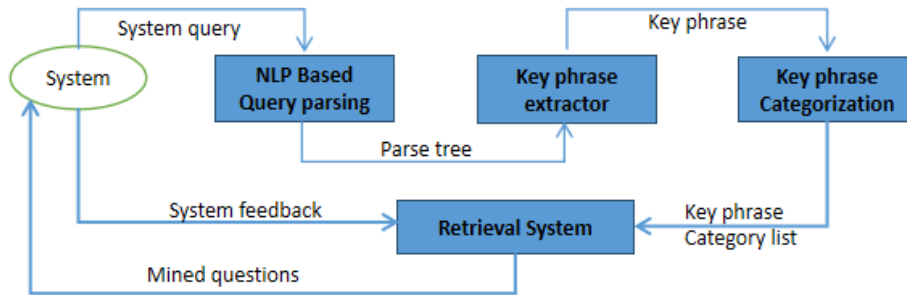 System query
Key phrase
System
NLP Based
Query parsing
Key phrase
extractor
Key phrase
Categorization
Parse tree
System feedback
Retrieval System
Key phrase
Category list
Mined questions